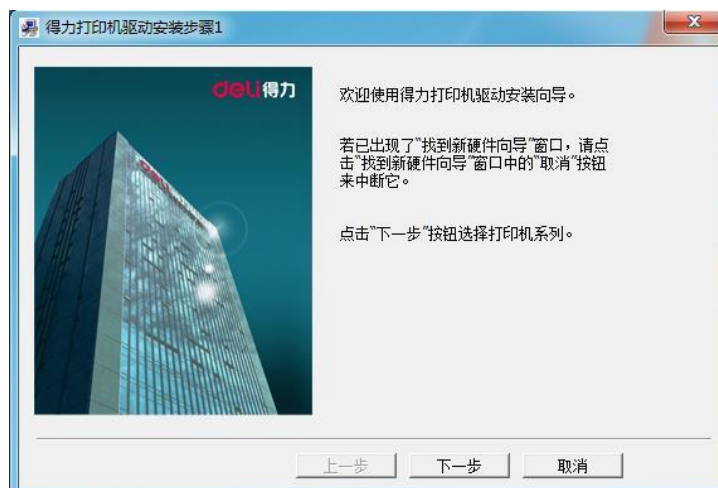 得力打印机驱动安装步骤1
deli得力
欢迎使用得力打印机驱动安装向导。
若已出现了"找到新硬件向导"窗口，请点
击"找到新硬件向导"窗口中的"取消"按钮
来中断它。
点击"下一步"按钮选择打印机系列。
上一步
下一步
取消